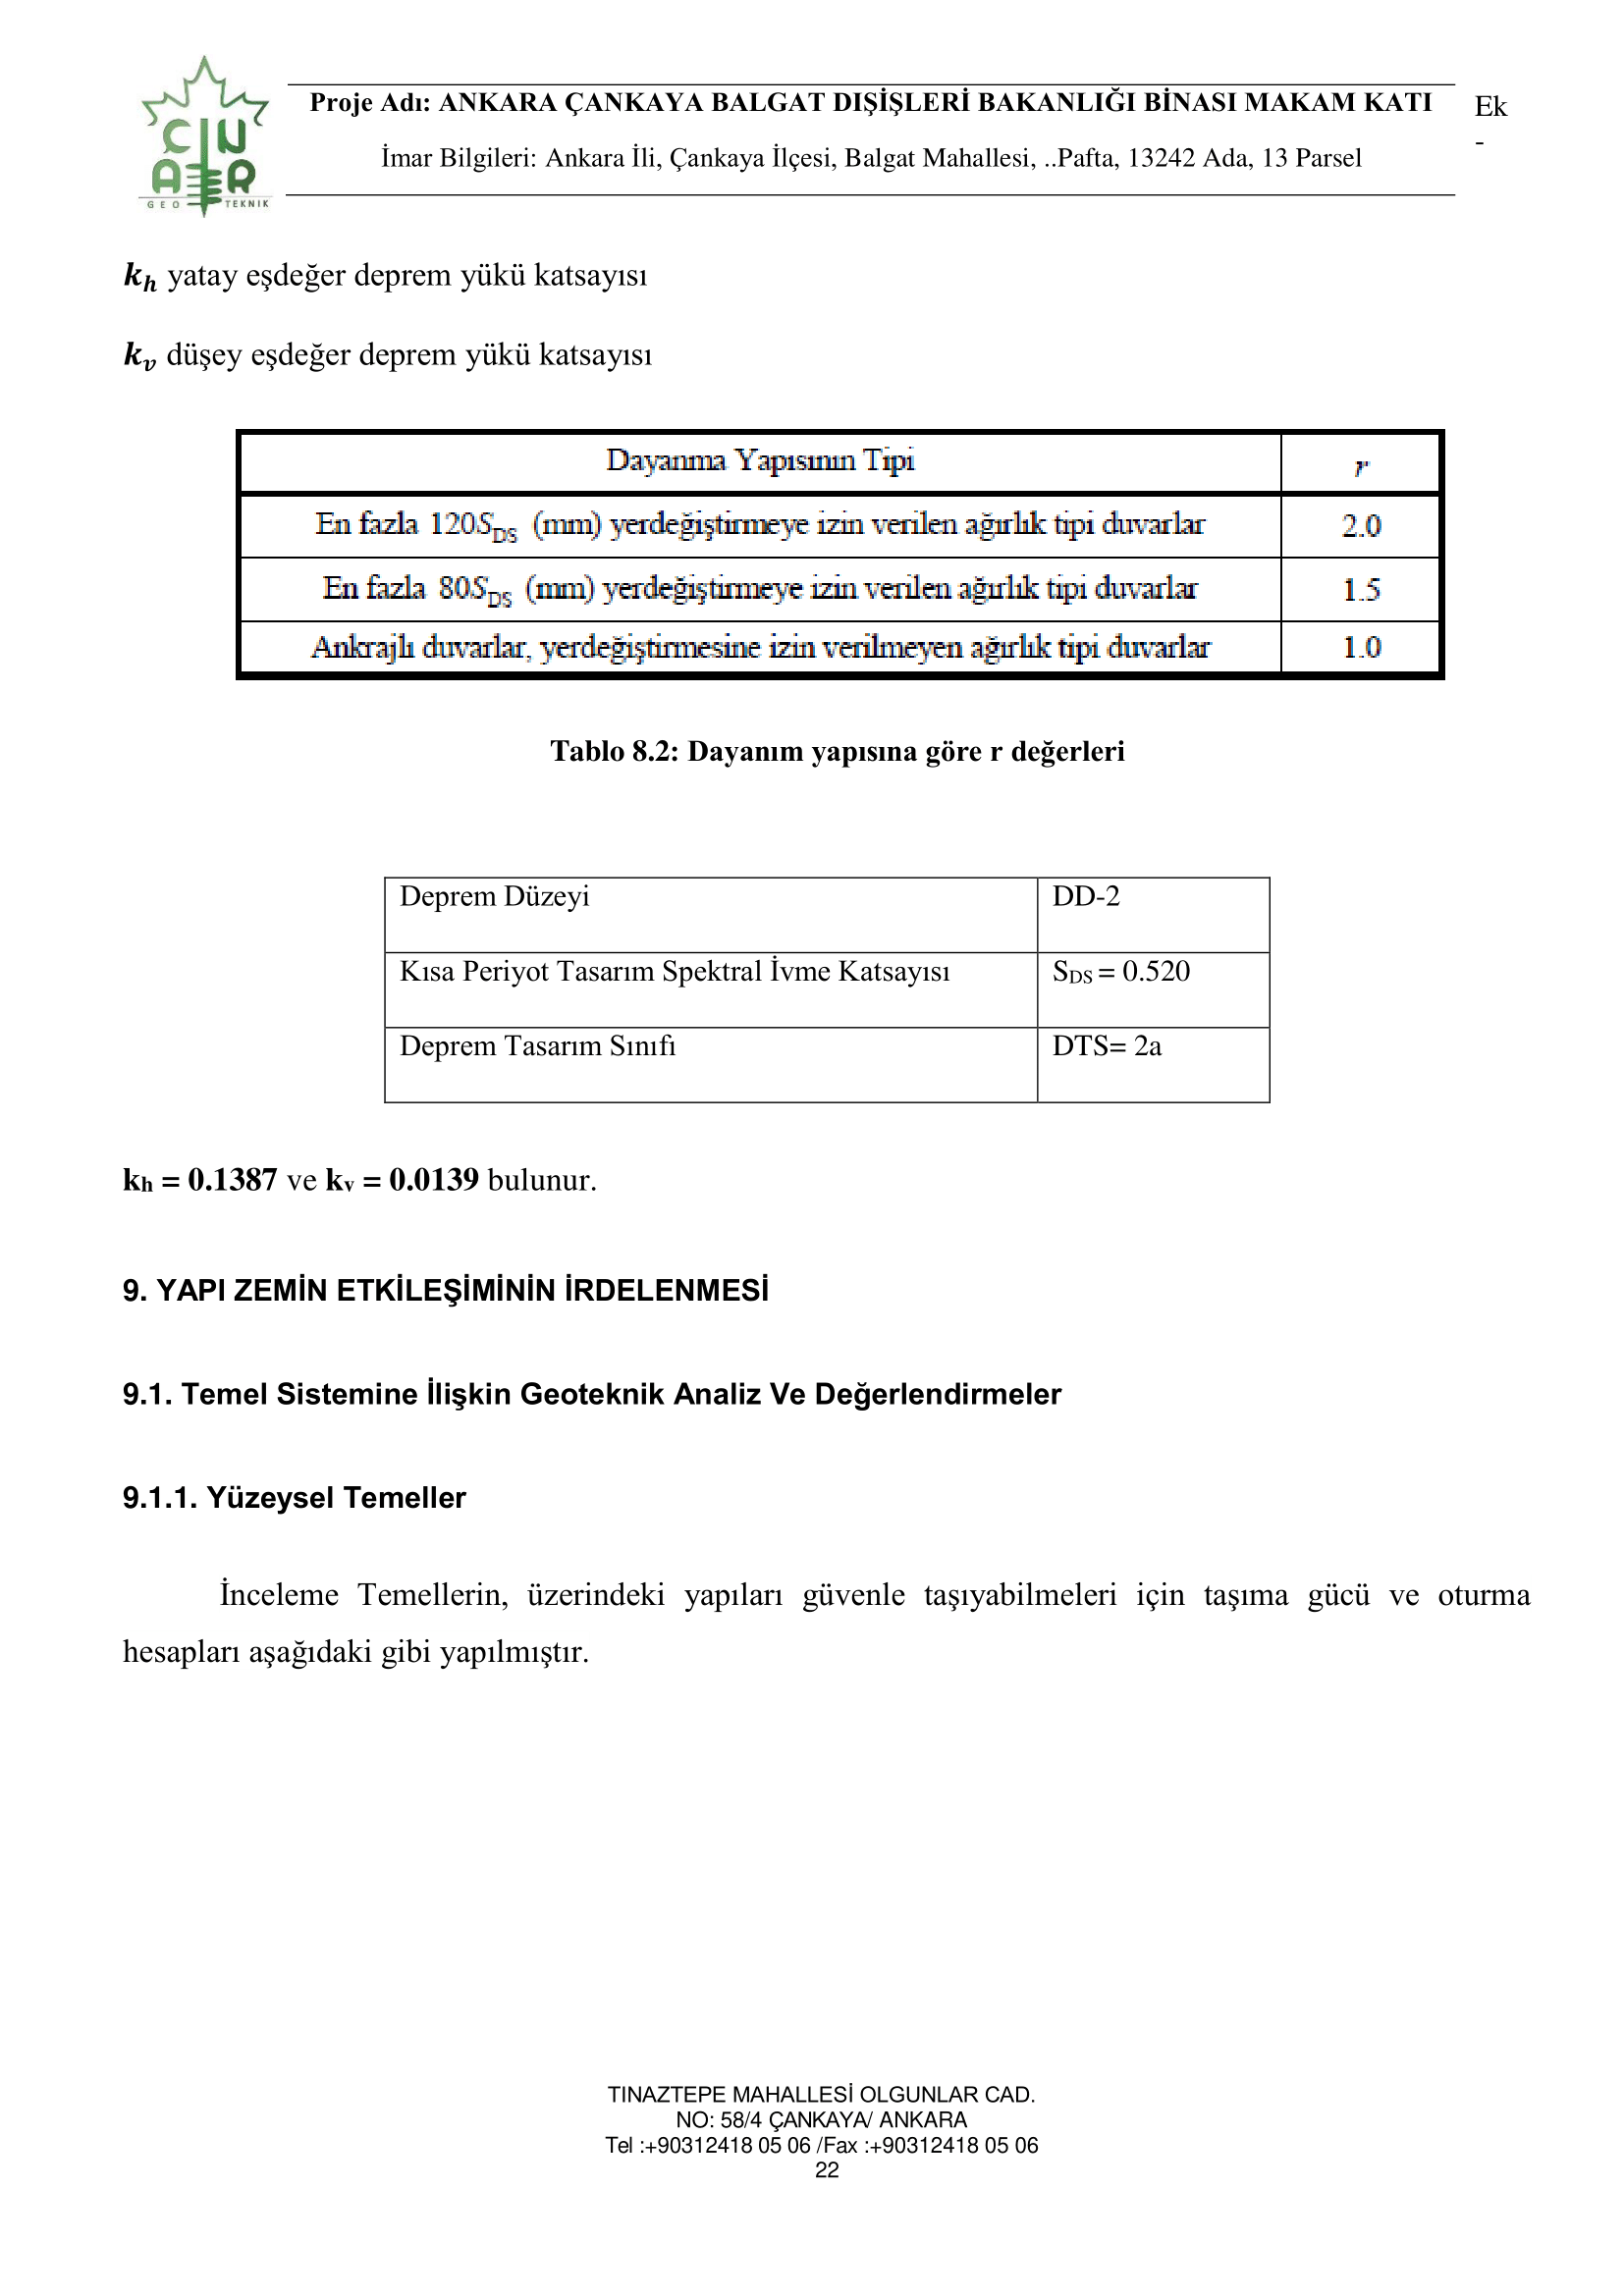 ÇINAR
GEO TEKNIK
Proje Adı: ANKARA ÇANKAYA BALGAT DIŞİŞLERİ BAKANLIĞI BİNASI MAKAM KATI
İmar Bilgileri: Ankara İli, Çankaya İlçesi, Balgat Mahallesi, ..Pafta, 13242 Ada, 13 Parsel
Ek
-
k_h yatay eşdeğer deprem yükü katsayısı
k_v düşey eşdeğer deprem yükü katsayısı
Dayanma Yapısının Tipi r
En fazla 120S_DS (mm) yerdeğiştirmeye izin verilen ağırlık tipi duvarlar 2.0
En fazla 80S_DS (mm) yerdeğiştirmeye izin verilen ağırlık tipi duvarlar 1.5
Ankrajlı duvarlar, yerdeğiştirmesine izin verilmeyen ağırlık tipi duvarlar 1.0
Tablo 8.2: Dayanım yapısına göre r değerleri
Deprem Düzeyi DD-2
Kısa Periyot Tasarım Spektral İvme Katsayısı S_DS = 0.520
Deprem Tasarım Sınıfı DTS= 2a
k_h = 0.1387 ve k_v = 0.0139 bulunur.
9. YAPI ZEMİN ETKİLEŞİMİNİN İRDELENMESİ
9.1. Temel Sistemine İlişkin Geoteknik Analiz Ve Değerlendirmeler
9.1.1. Yüzeysel Temeller
İnceleme Temellerin, üzerindeki yapıları güvenle taşıyabilmeleri için taşıma gücü ve oturma
hesapları aşağıdaki gibi yapılmıştır.
TINAZTEPE MAHALLESİ OLGUNLAR CAD.
NO: 58/4 ÇANKAYA/ ANKARA
Tel :+90312418 05 06 /Fax :+90312418 05 06
22